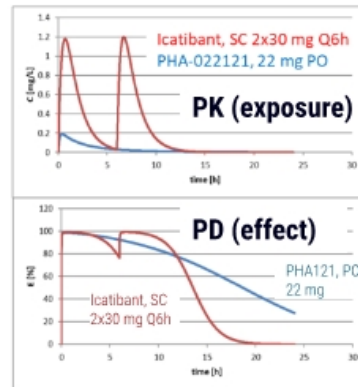 1.4
1.2
1
0.8
0.6
0.4
0.2
0
C [mg/L]
Icatibant, SC 2x30 mg Q6h
PHA-022121, 22 mg PO
PK (exposure)
0 5 10 15 20 25 30
time [h]
120
100
80
60
40
20
0
E [%]
PD (effect)
PHA121, PO
22 mg
Icatibant, SC
2x30 mg Q6h
0 5 10 15 20 25 30
time [h]